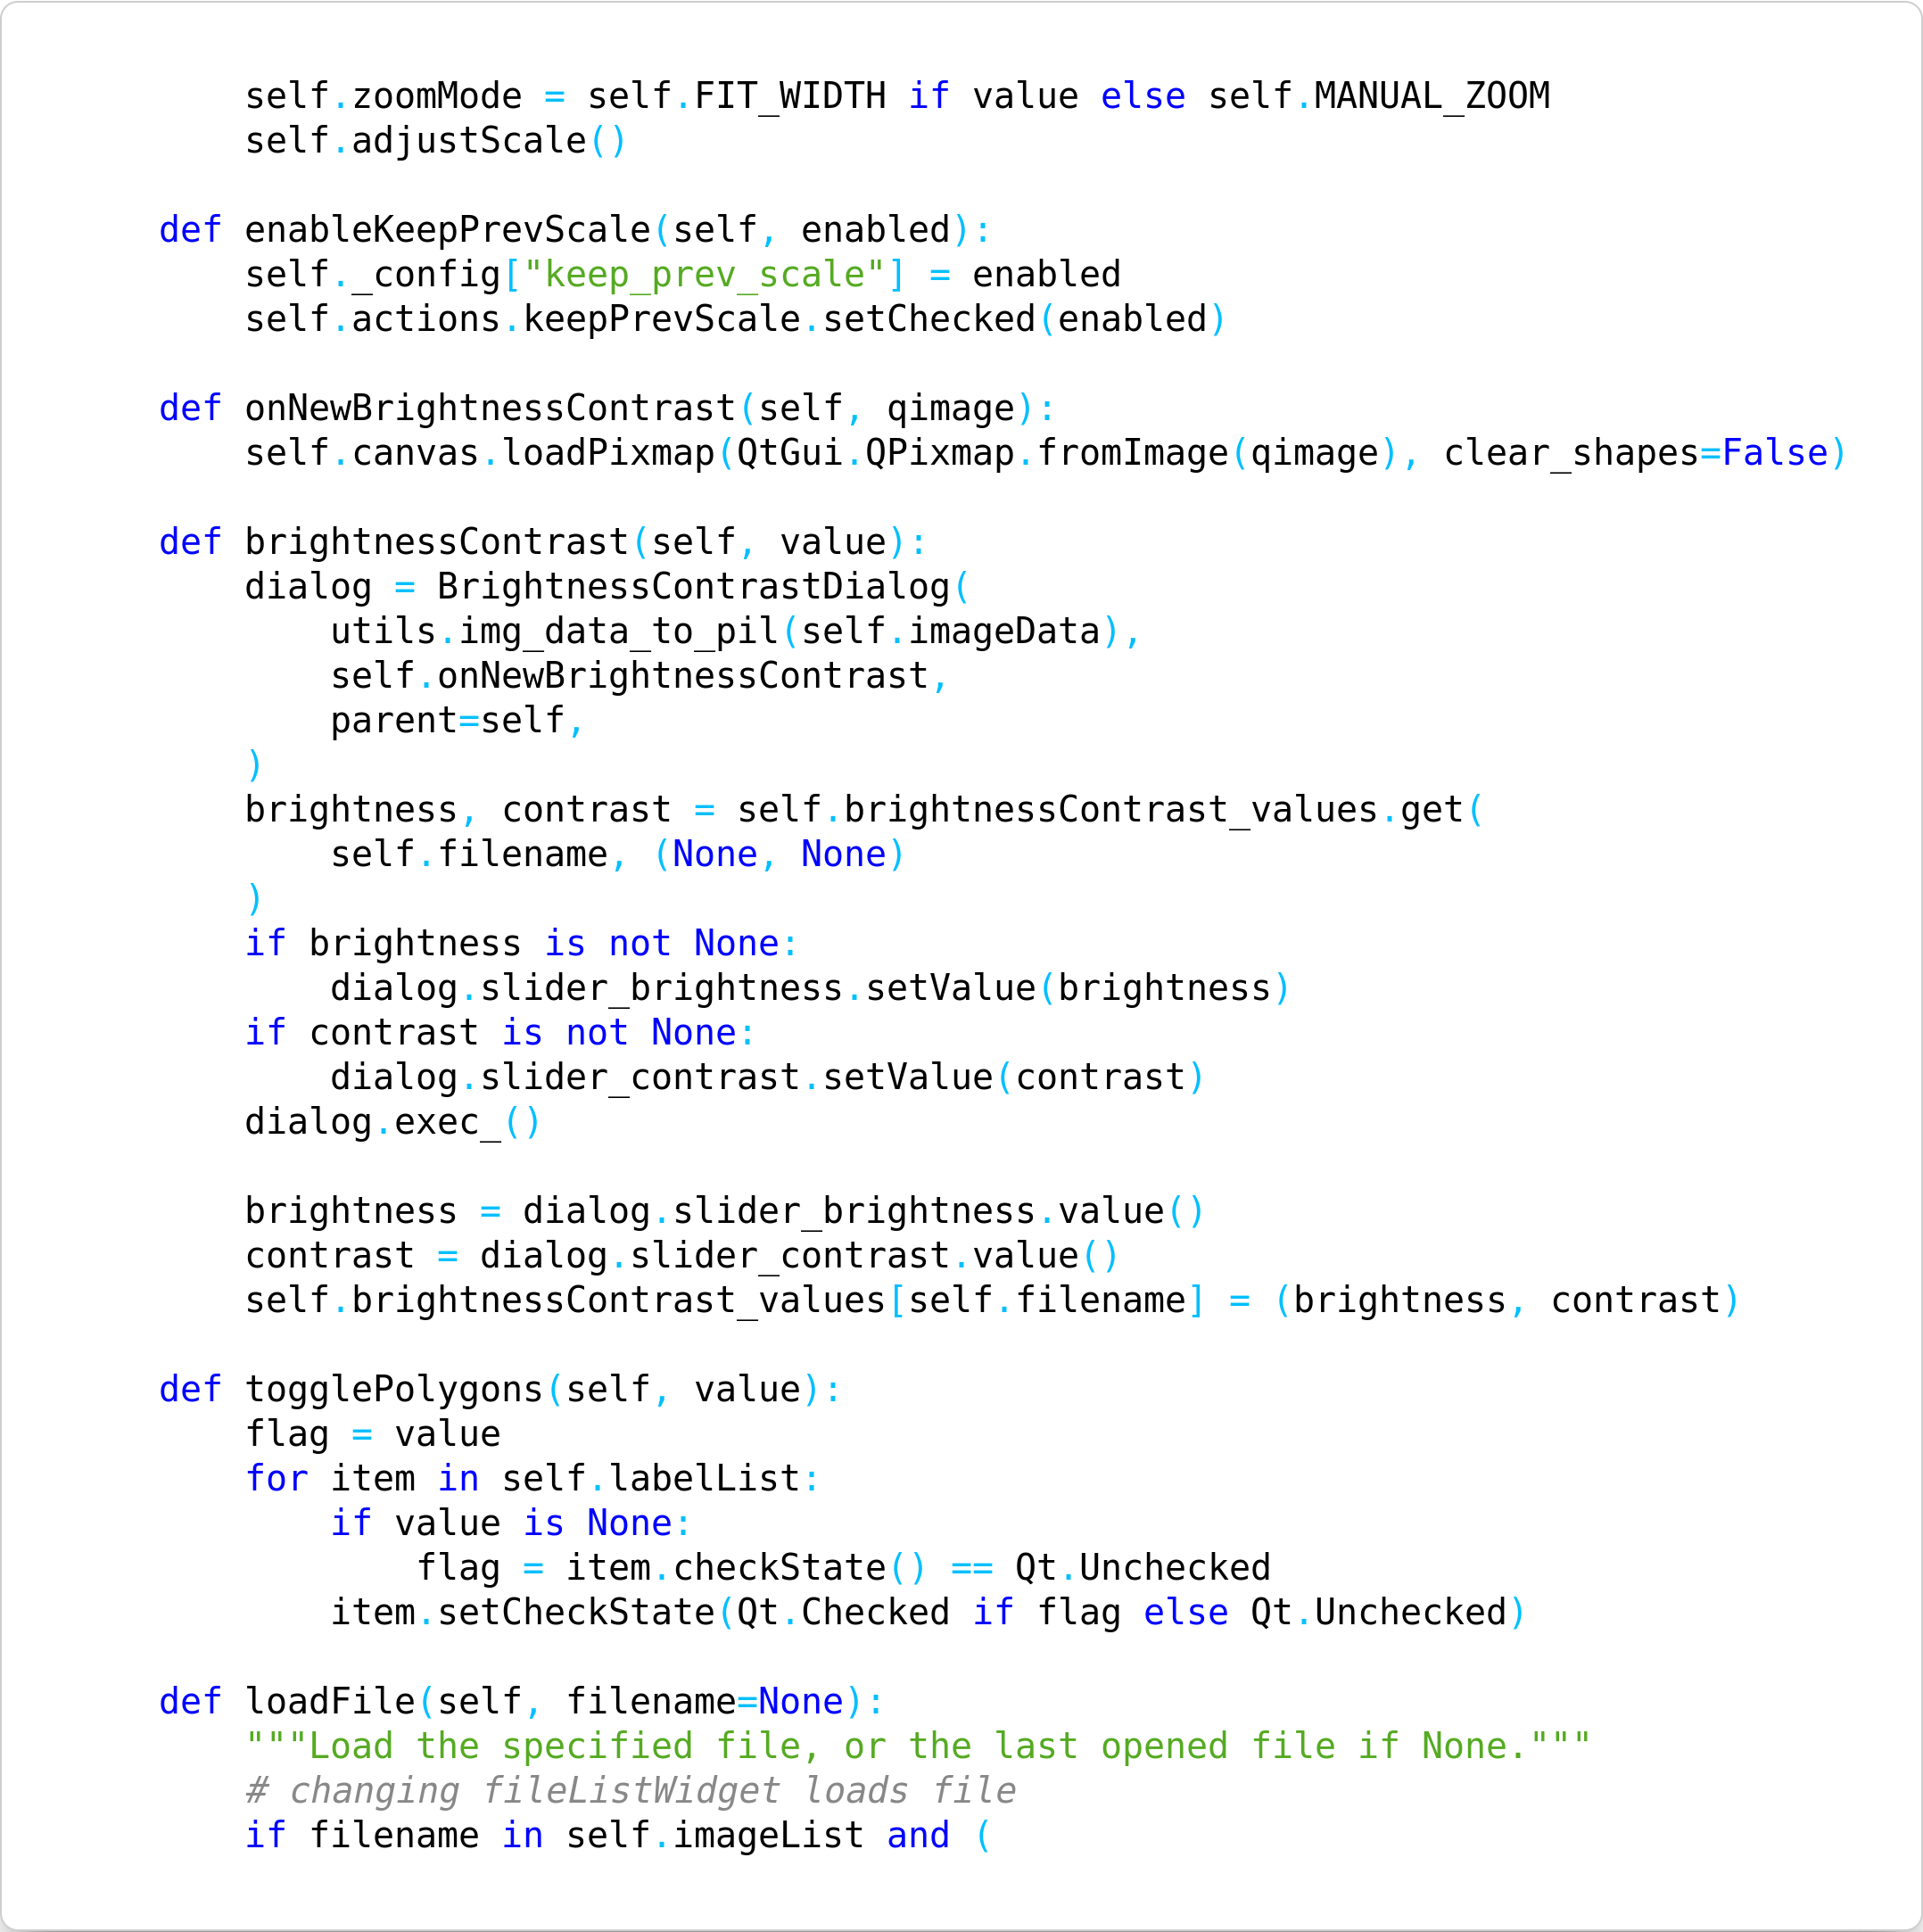 self.zoomMode = self.FIT_WIDTH if value else self.MANUAL_ZOOM
        self.adjustScale()

    def enableKeepPrevScale(self, enabled):
        self._config["keep_prev_scale"] = enabled
        self.actions.keepPrevScale.setChecked(enabled)

    def onNewBrightnessContrast(self, qimage):
        self.canvas.loadPixmap(QtGui.QPixmap.fromImage(qimage), clear_shapes=False)

    def brightnessContrast(self, value):
        dialog = BrightnessContrastDialog(
            utils.img_data_to_pil(self.imageData),
            self.onNewBrightnessContrast,
            parent=self,
        )
        brightness, contrast = self.brightnessContrast_values.get(
            self.filename, (None, None)
        )
        if brightness is not None:
            dialog.slider_brightness.setValue(brightness)
        if contrast is not None:
            dialog.slider_contrast.setValue(contrast)
        dialog.exec_()

        brightness = dialog.slider_brightness.value()
        contrast = dialog.slider_contrast.value()
        self.brightnessContrast_values[self.filename] = (brightness, contrast)

    def togglePolygons(self, value):
        flag = value
        for item in self.labelList:
            if value is None:
                flag = item.checkState() == Qt.Unchecked
            item.setCheckState(Qt.Checked if flag else Qt.Unchecked)

    def loadFile(self, filename=None):
        """Load the specified file, or the last opened file if None."""
        # changing fileListWidget loads file
        if filename in self.imageList and (